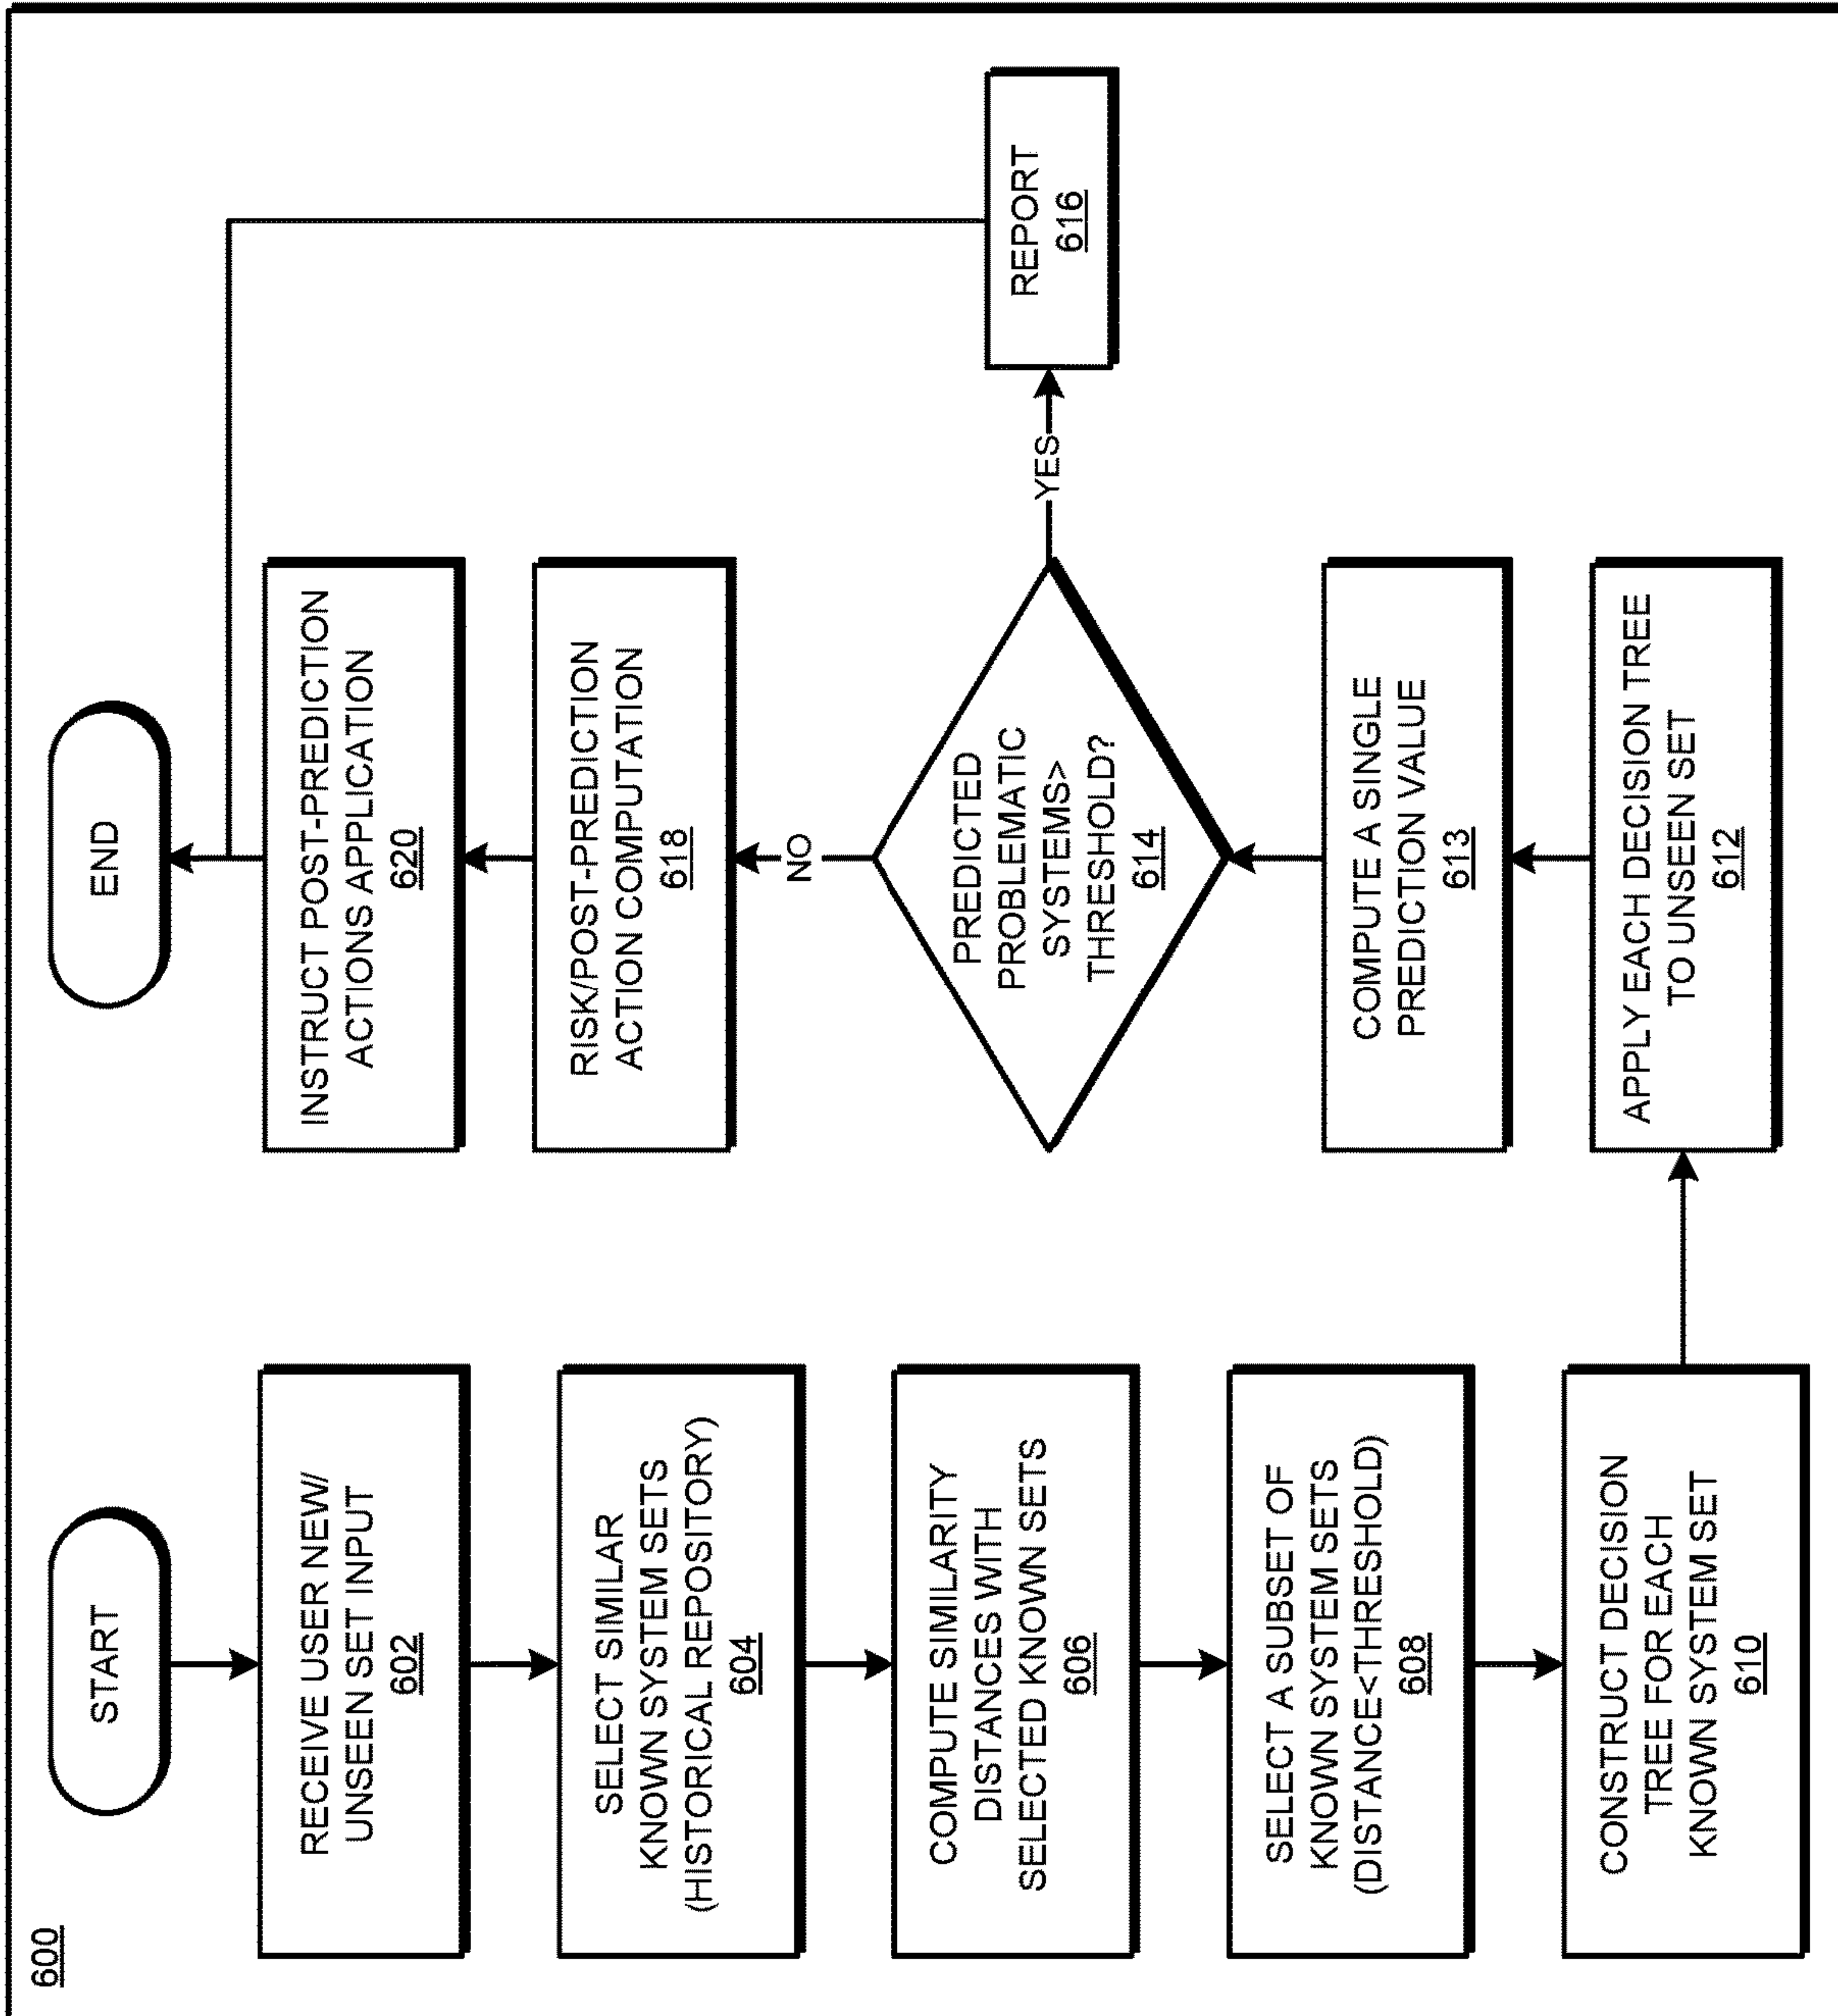 600
START
RECEIVE USER NEW/
UNSEEN SET INPUT
602
SELECT SIMILAR
KNOWN SYSTEM SETS
(HISTORICAL REPOSITORY)
604
COMPUTE SIMILARITY
DISTANCES WITH
SELECTED KNOWN SETS
606
SELECT A SUBSET OF
KNOWN SYSTEM SETS
(DISTANCE<THRESHOLD)
608
CONSTRUCT DECISION
TREE FOR EACH
KNOWN SYSTEM SET
610
APPLY EACH DECISION TREE
TO UNSEEN SET
612
COMPUTE A SINGLE
PREDICTION VALUE
613
PREDICTED
PROBLEMATIC
SYSTEMS>
THRESHOLD?
614
YES
REPORT
616
NO
RISK/POST-PREDICTION
ACTION COMPUTATION
618
INSTRUCT POST-PREDICTION
ACTIONS APPLICATION
620
END